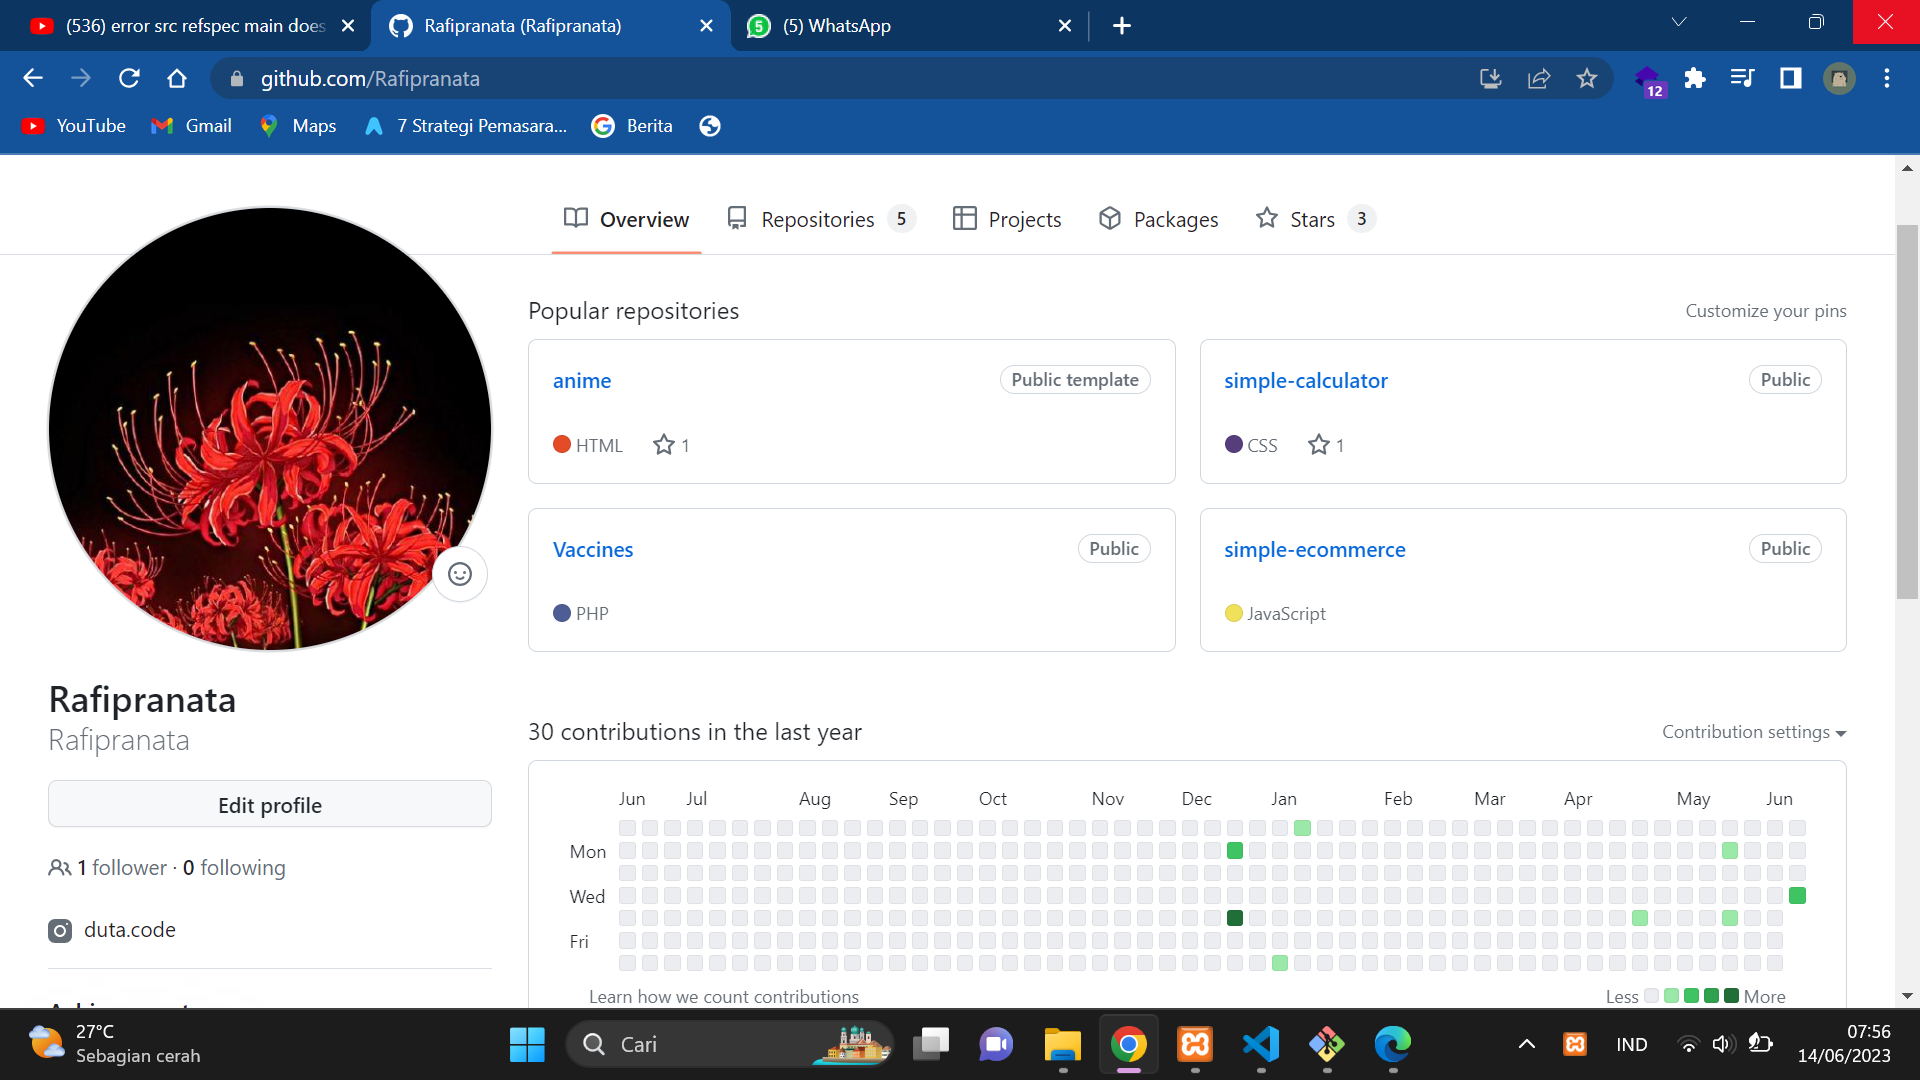 (536) error src refspec main does
Rafipranata (Rafipranata)
(5) WhatsApp
github.com/Rafipranata
12
YouTube
Gmail
Maps
7 Strategi Pemasara...
Berita
Overview
Repositories 5
Projects
Packages
Stars 3
Popular repositories
Customize your pins
anime
Public template
HTML
1
simple-calculator
Public
CSS
1
Vaccines
Public
PHP
simple-ecommerce
Public
JavaScript
Rafipranata
Rafipranata
Edit profile
1 follower · 0 following
duta.code
30 contributions in the last year
Contribution settings
Jun Jul Aug Sep Oct Nov Dec Jan Feb Mar Apr May Jun
Mon
Wed
Fri
Learn how we count contributions
Less More
27°C
Sebagian cerah
Cari
IND
07:56
14/06/2023